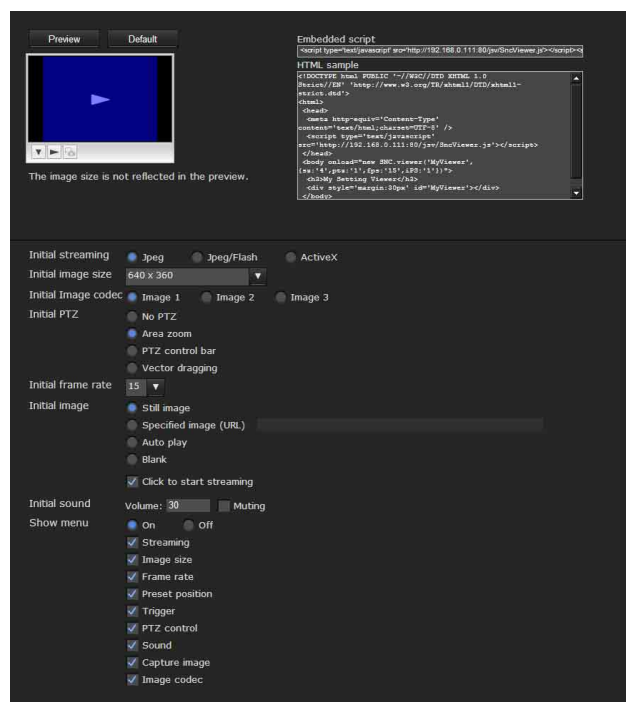 Preview Default
The image size is not reflected in the preview.
Embedded script
<script type='text/javascript' src='http://192.168.0.111:80/jsv/SncViewer.js'></script><s
HTML sample
<!DOCTYPE html PUBLIC '-//W3C//DTD XHTML 1.0
Strict//EN' 'http://www.w3.org/TR/xhtml1/DTD/xhtml1-
strict.dtd'>
<html>
<head>
<meta http-equiv='Content-Type'
content='text/html;charset=UTF-8' />
<script type='text/javascript'
src='http://192.168.0.111:80/jsv/SncViewer.js'></script>
</head>
<body onload="new SNC.viewer('MyViewer',
{sz:'4',ptz:'1',fps:'15',iPS:'1'})">
<h3>My Setting Viewer</h3>
<div style='margin:30px' id='MyViewer'></div>
</body>
Initial streaming Jpeg Jpeg/Flash ActiveX
Initial image size 640 x 360
Initial Image codec Image 1 Image 2 Image 3
Initial PTZ No PTZ
Area zoom
PTZ control bar
Vector dragging
Initial frame rate 15
Initial image Still image
Specified image (URL)
Auto play
Blank
Click to start streaming
Initial sound Volume: 30 Muting
Show menu On Off
Streaming
Image size
Frame rate
Preset position
Trigger
PTZ control
Sound
Capture image
Image codec